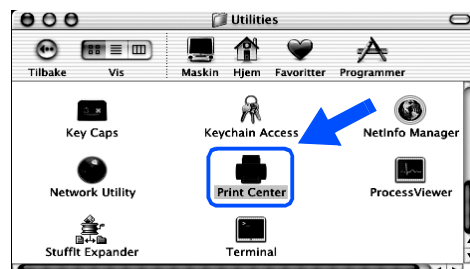 Utilities
Tilbake Vis Maskin Hjem Favoritter Programmer
Key Caps Keychain Access NetInfo Manager
Network Utility Print Center ProcessViewer
StuffIt Expander Terminal